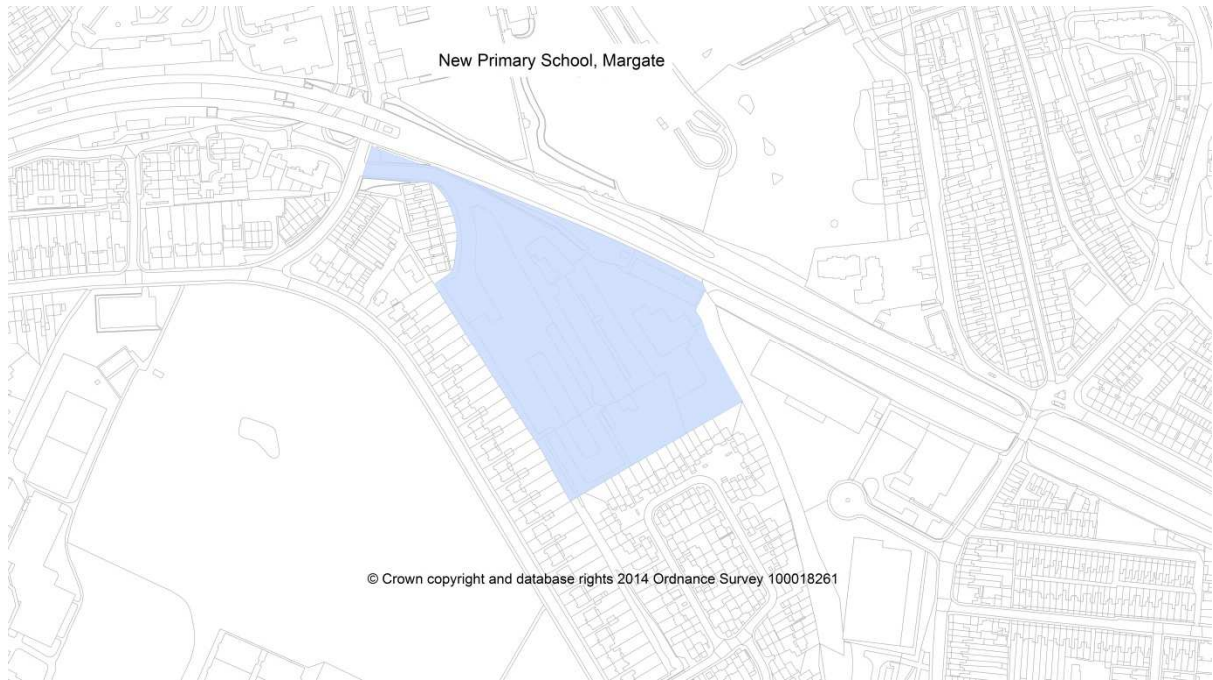 New Primary School, Margate
© Crown copyright and database rights 2014 Ordnance Survey 100018261